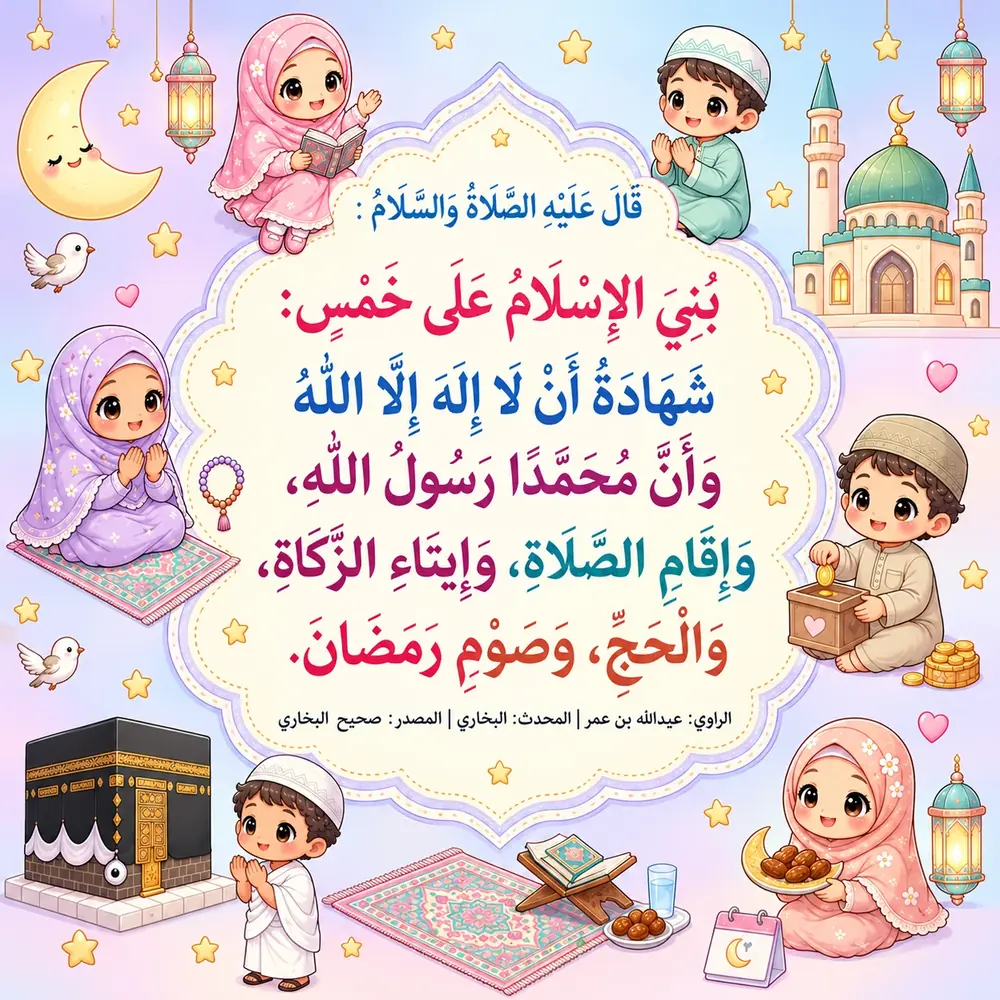 قَالَ عَلَيْهِ الصَّلَاةُ وَالسَّلَامُ :
بُنِيَ الإِسْلَامُ عَلَى خَمْسٍ:
شَهَادَةُ أَنْ لَا إِلَهَ إِلَّا اللَّهُ
وَأَنَّ مُحَمَّدًا رَسُولُ اللَّهِ،
وَإِقَامِ الصَّلَاةِ، وَإِيتَاءِ الزَّكَاةِ،
وَالْحَجِّ، وَصَوْمِ رَمَضَانَ.
الراوي: عبدالله بن عمر | المحدث: البخاري | المصدر: صحيح البخاري